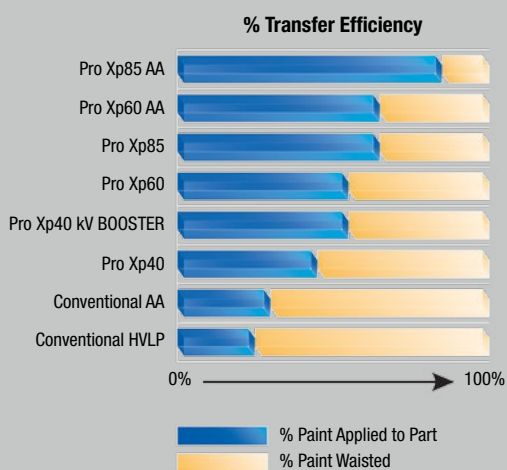 % Transfer Efficiency
Pro Xp85 AA
Pro Xp60 AA
Pro Xp85
Pro Xp60
Pro Xp40 kV BOOSTER
Pro Xp40
Conventional AA
Conventional HVLP
0% 100%
% Paint Applied to Part
% Paint Waisted